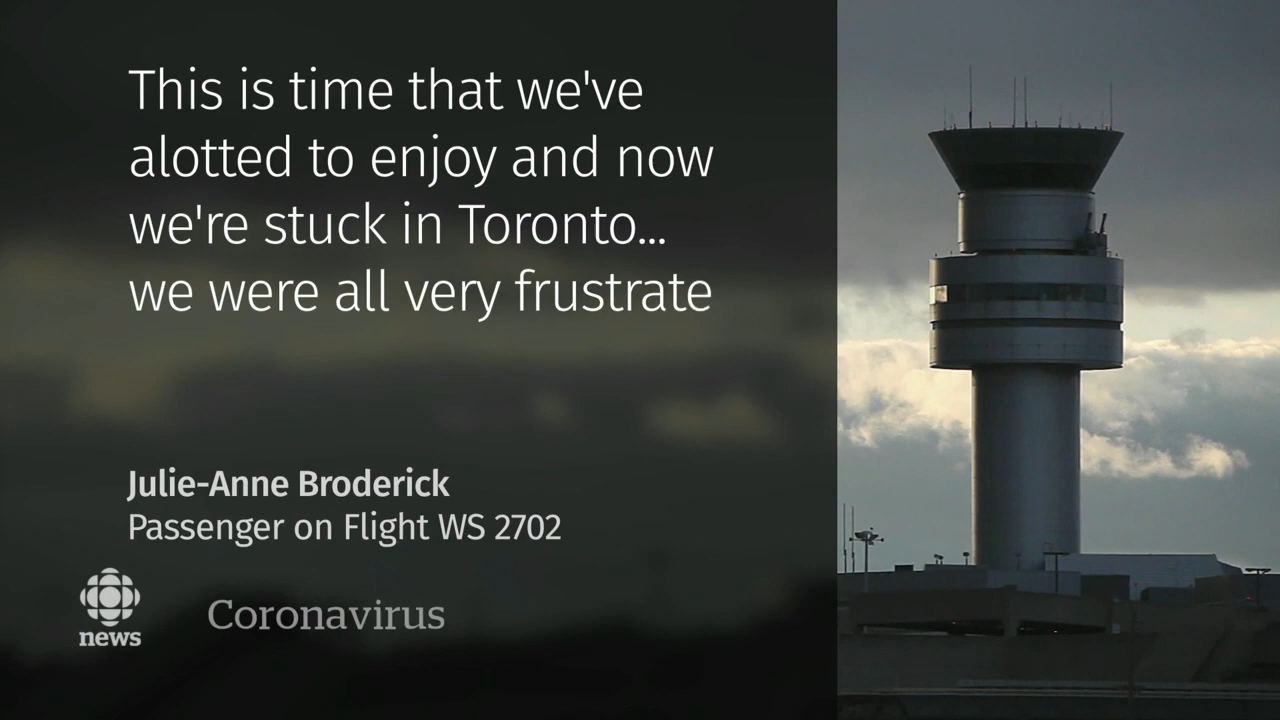 This is time that we've
alotted to enjoy and now
we're stuck in Toronto...
we were all very frustrate
Julie-Anne Broderick
Passenger on Flight WS 2702
news
Coronavirus